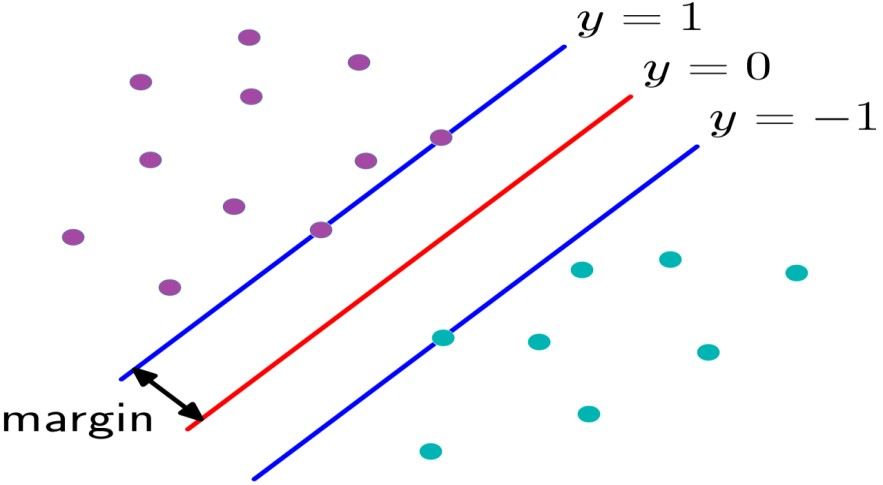 y = 1
y = 0
y = −1
margin